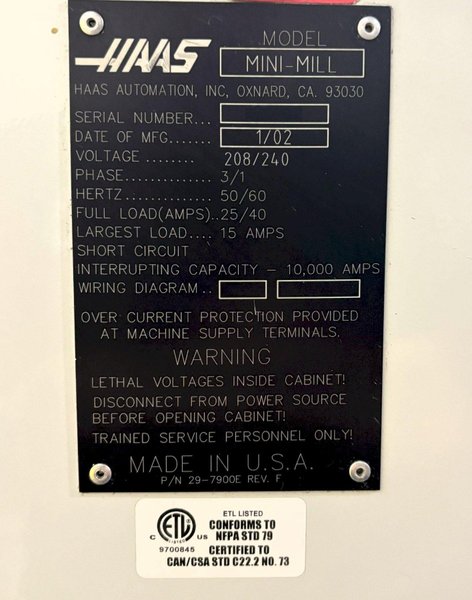 HAAS
MODEL
MINI-MILL
HAAS AUTOMATION, INC, OXNARD, CA. 93030
SERIAL NUMBER...
DATE OF MFG....... 1/02
VOLTAGE ........ 208/240
PHASE............... 3/1
HERTZ............... 50/60
FULL LOAD(AMPS)..25/40
LARGEST LOAD.... 15 AMPS
SHORT CIRCUIT
INTERRUPTING CAPACITY - 10,000 AMPS
WIRING DIAGRAM..
OVER CURRENT PROTECTION PROVIDED
AT MACHINE SUPPLY TERMINALS.
WARNING
LETHAL VOLTAGES INSIDE CABINET!
DISCONNECT FROM POWER SOURCE
BEFORE OPENING CABINET!
TRAINED SERVICE PERSONNEL ONLY!
MADE IN U.S.A.
P/N 29-7900E REV. F
ETL LISTED
CONFORMS TO
NFPA STD 79
C ETL US
LISTED
9700845
CERTIFIED TO
CAN/CSA STD C22.2 NO. 73